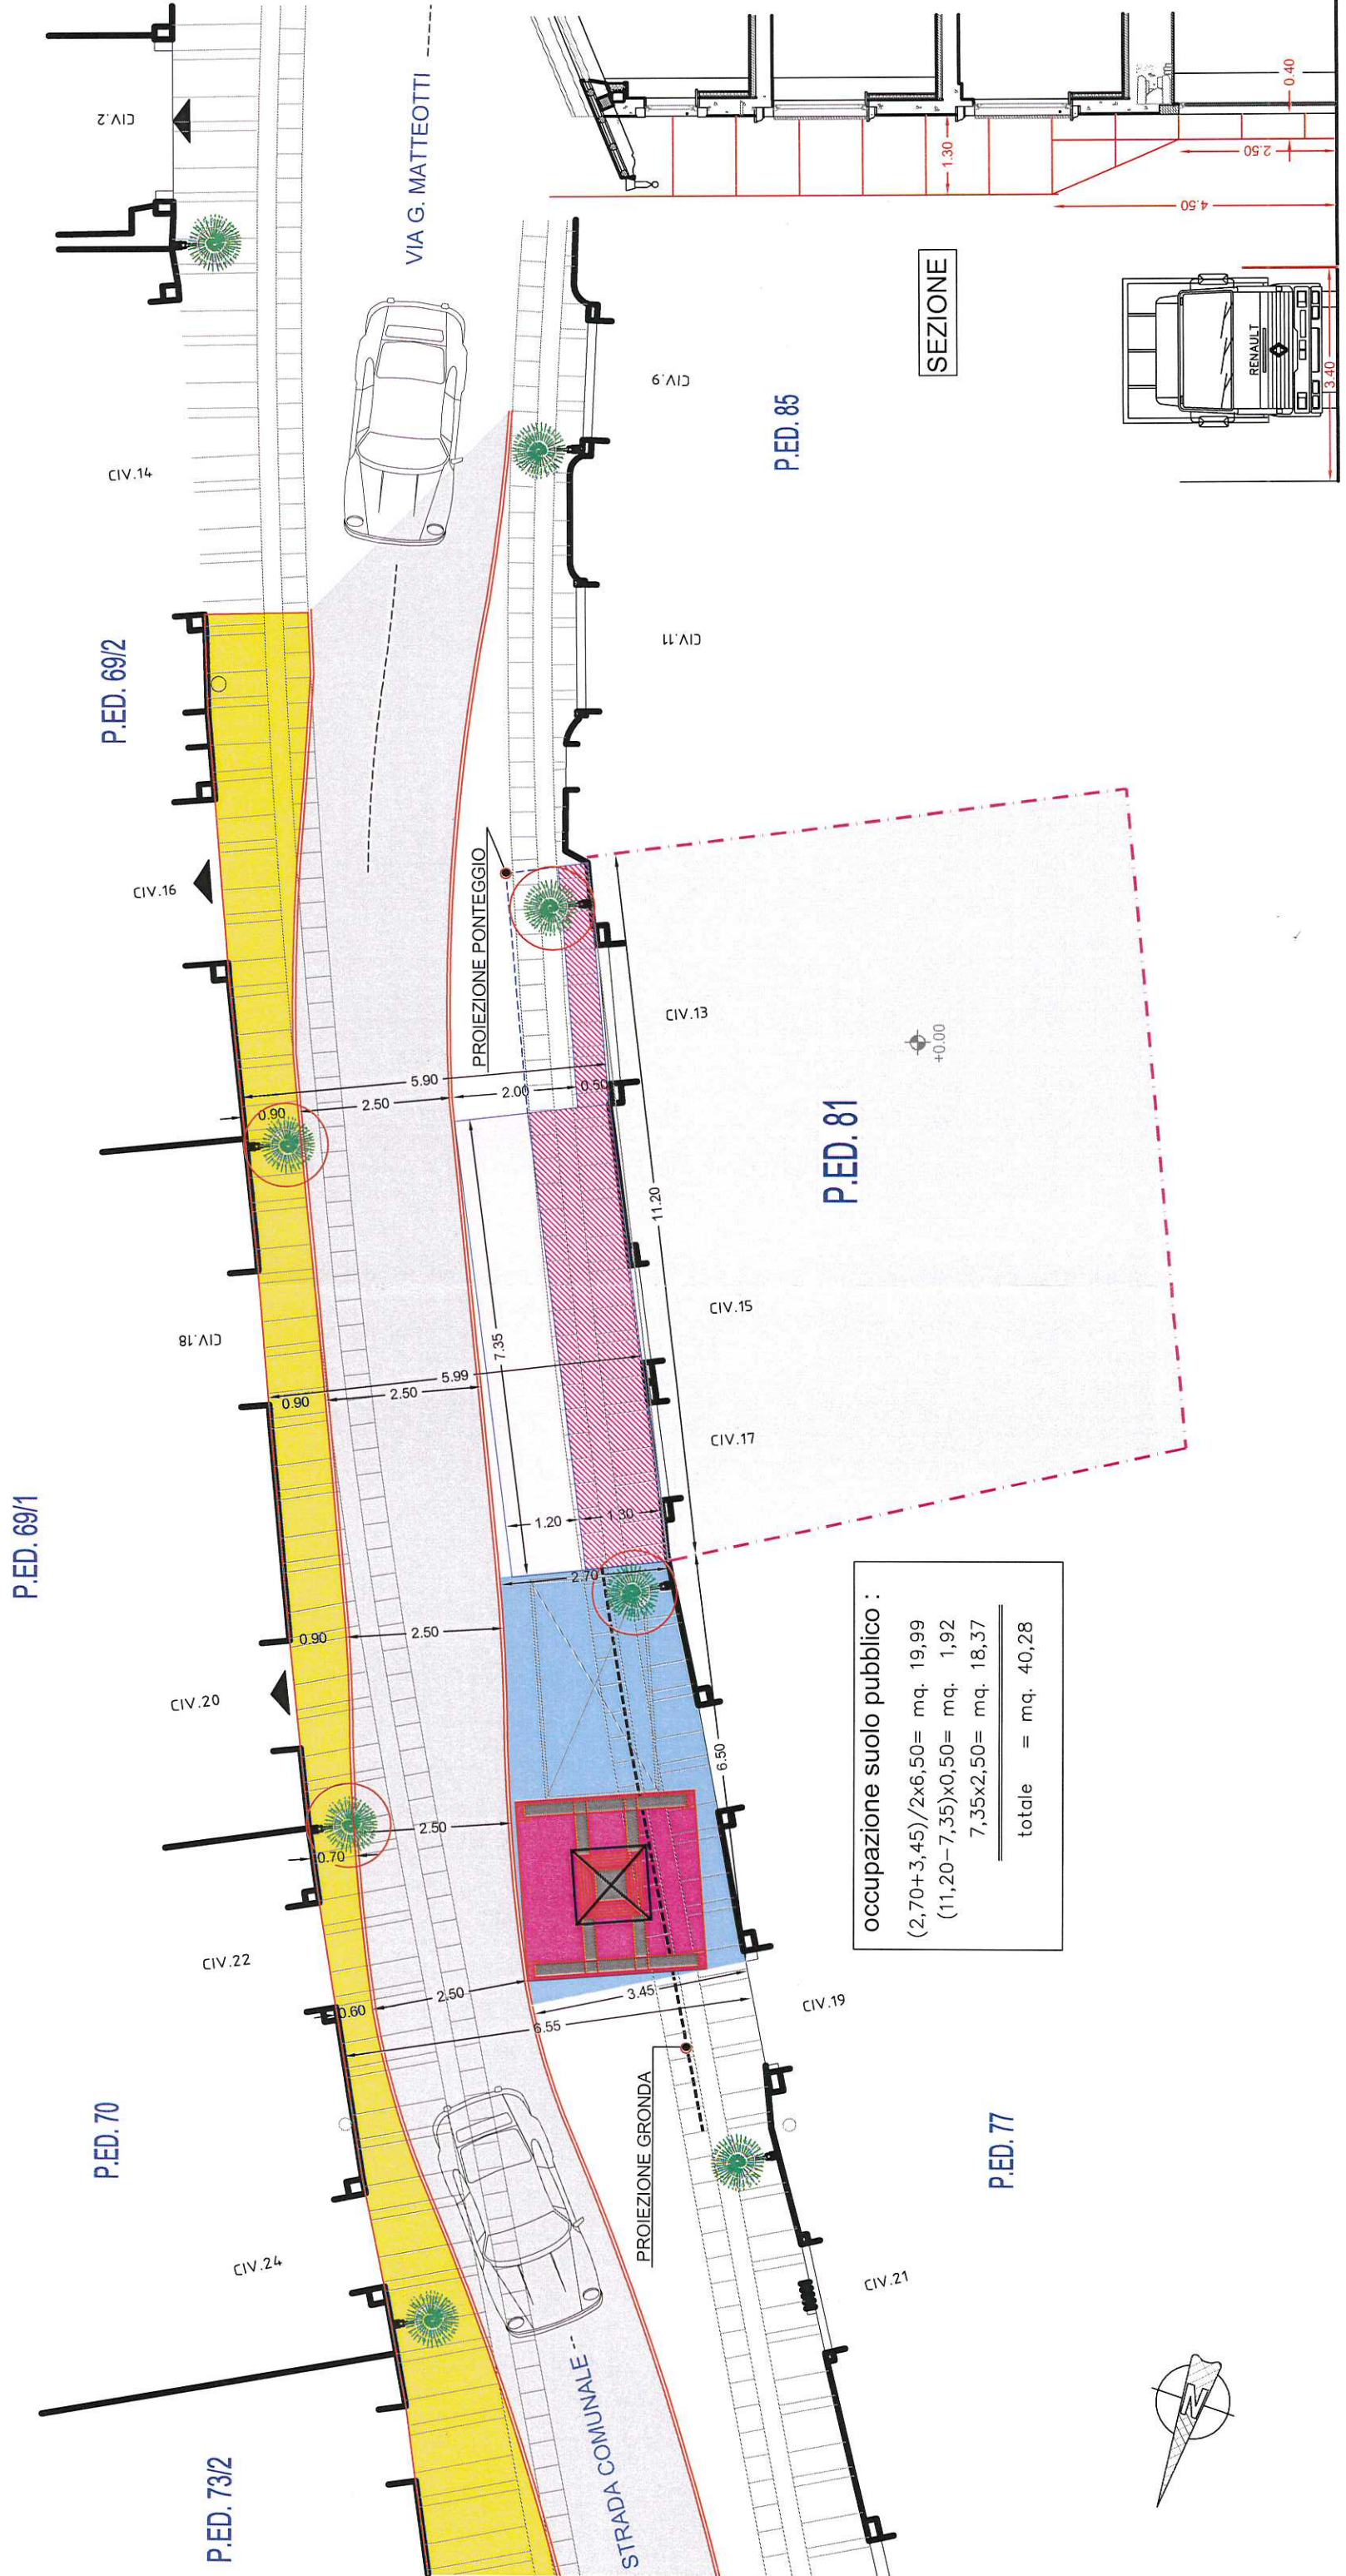 CIV.2
VIA G. MATTEOTTI
CIV.14
P.ED. 69/2
CIV.9
P.ED. 85
CIV.11
SEZIONE
1.30
0.40
2.50
4.50
RENAULT
3.40
CIV.16
PROIEZIONE PONTEGGIO
CIV.13
+0.00
P.ED. 81
5.90
0.90
2.50
2.00
0.50
11.20
CIV.18
7.35
CIV.15
5.99
0.90
2.50
CIV.17
P.ED. 69/1
1.20
1.30
2.70
0.90
2.50
CIV.20
6.50
0.70
2.50
CIV.22
0.60
2.50
3.45
6.55
CIV.19
occupazione suolo pubblico :
(2,70+3,45)/2x6,50= mq. 19,99
(11,20-7,35)x0,50= mq. 1,92
7,35x2,50= mq. 18,37
totale = mq. 40,28
P.ED. 70
PROIEZIONE GRONDA
P.ED. 77
CIV.24
CIV.21
P.ED. 73/2
STRADA COMUNALE
N